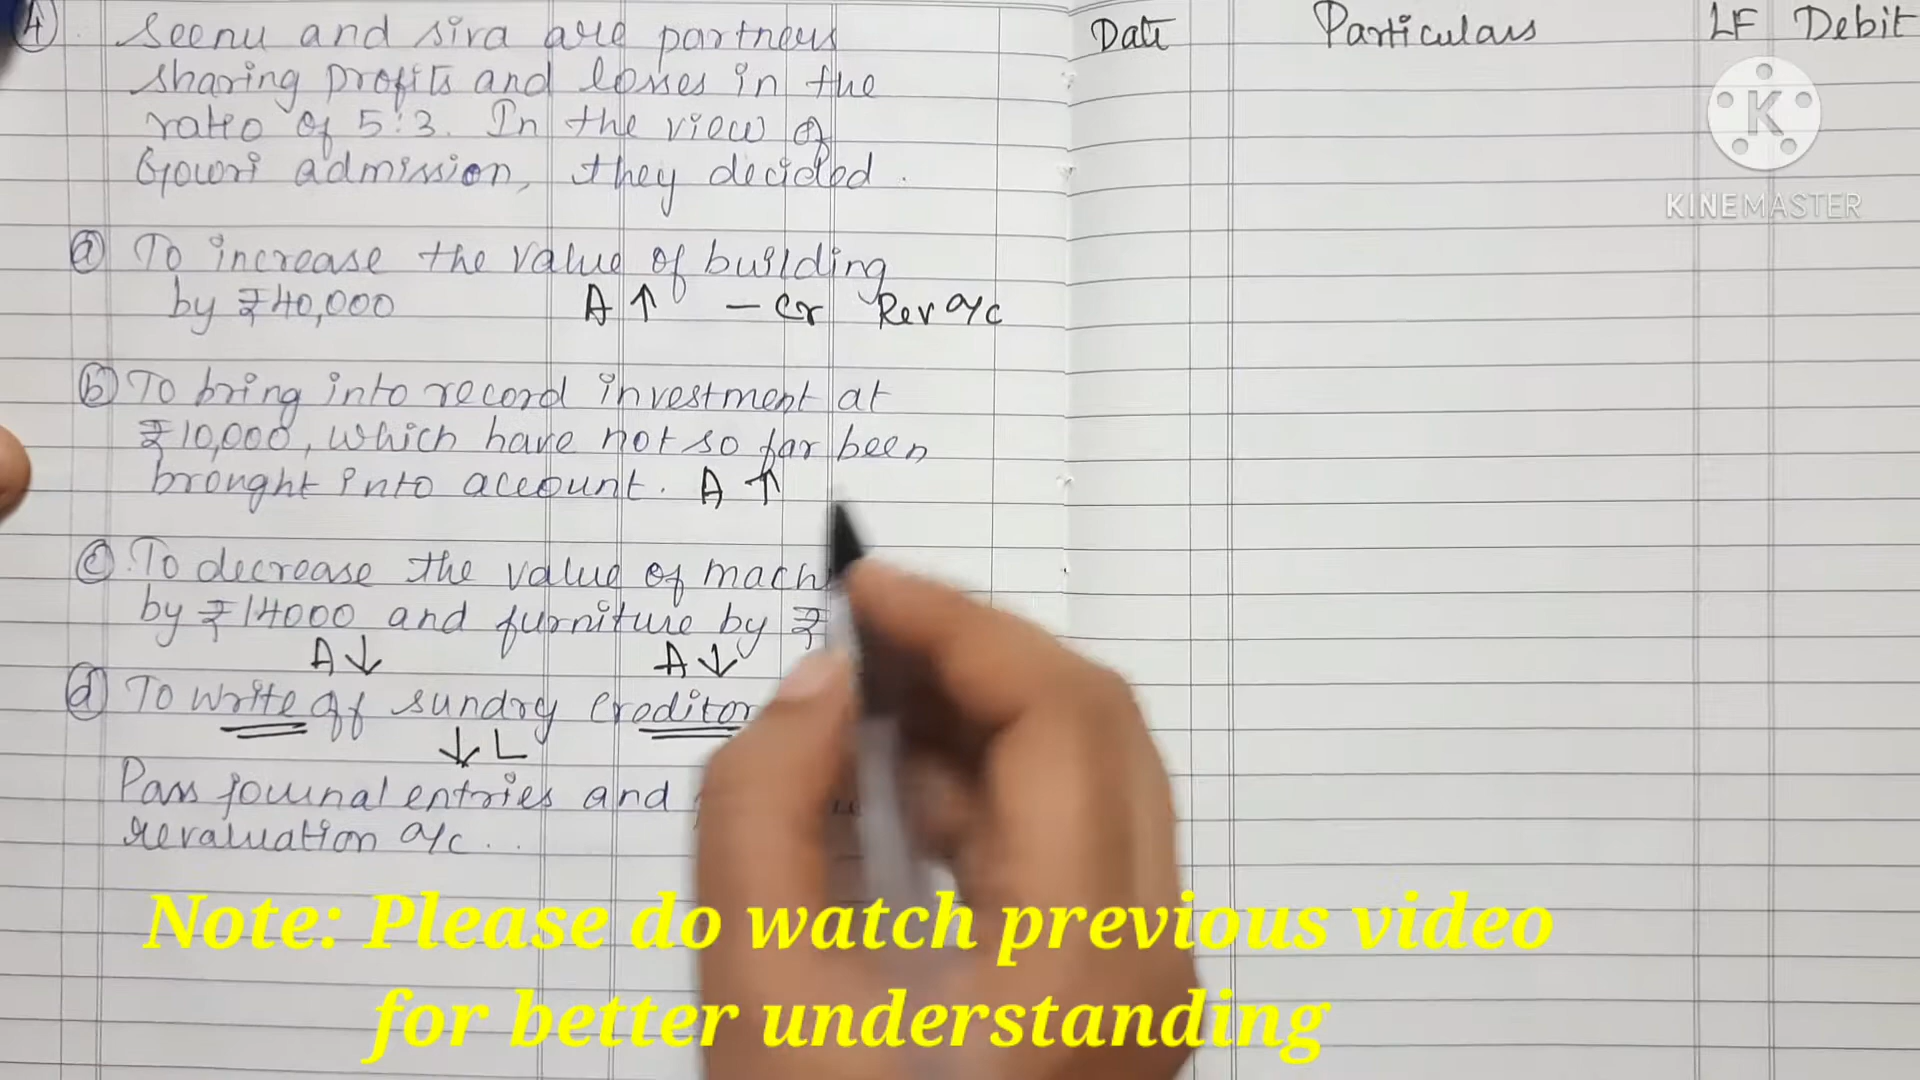 4 Seenu and siva are partners
sharing profits and losses in the
ratio of 5:3. In the view of
Gowri admission, they decided.
a To increase the value of building
by ₹40,000 A ↑ – Cr Rev a/c
b To bring into record investment at
₹10,000, which have not so far been
brought into account. A ↑
c To decrease the value of mach
by ₹14000 and furniture by ₹
A ↓ A ↓
d To write off sundry creditor
↓ L
Pass journal entries and
revaluation a/c.
Date Particulars LF Debit
K
KINEMASTER
Note: Please do watch previous video
for better understanding